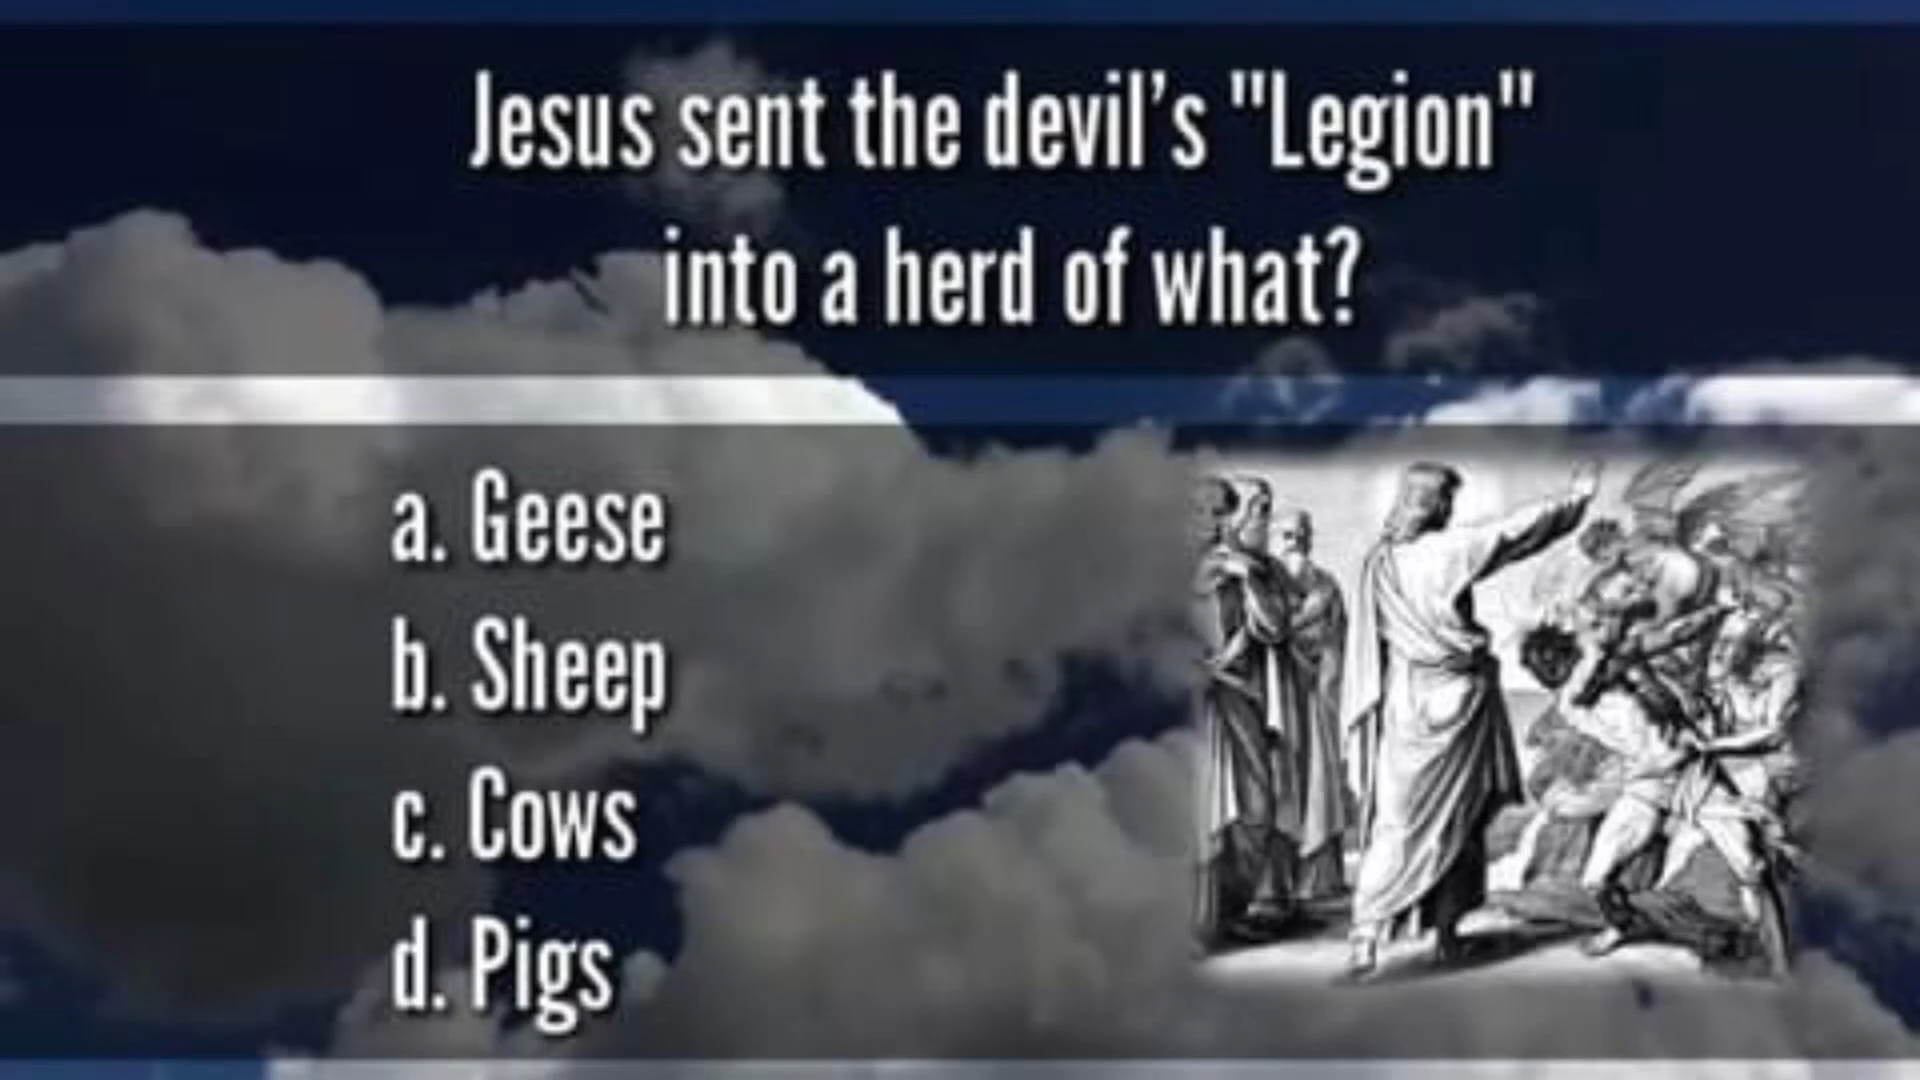 Jesus sent the devil’s "Legion"
into a herd of what?
a. Geese
b. Sheep
c. Cows
d. Pigs